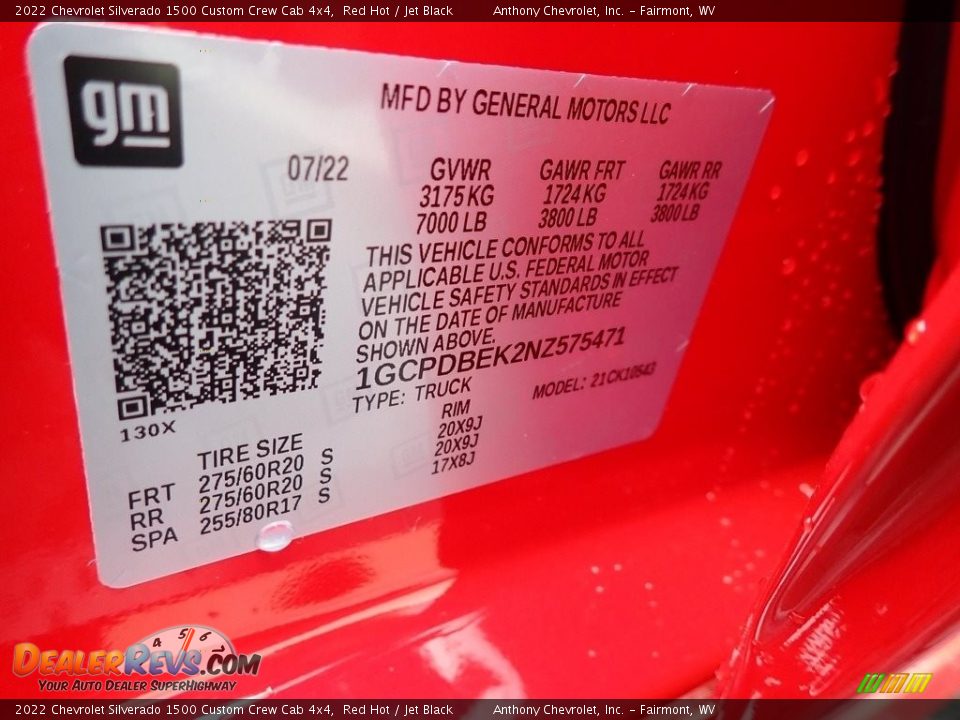 2022 Chevrolet Silverado 1500 Custom Crew Cab 4x4, Red Hot / Jet Black Anthony Chevrolet, Inc. - Fairmont, WV
gm
MFD BY GENERAL MOTORS LLC
07/22 GVWR GAWR FRT GAWR RR
3175 KG 1724 KG 1724 KG
7000 LB 3800 LB 3800 LB
THIS VEHICLE CONFORMS TO ALL
APPLICABLE U.S. FEDERAL MOTOR
VEHICLE SAFETY STANDARDS IN EFFECT
ON THE DATE OF MANUFACTURE
SHOWN ABOVE.
1GCPDBEK2NZ575471
TYPE: TRUCK MODEL: 21CK10543
130X
TIRE SIZE RIM
FRT 275/60R20 S 20X9J
RR 275/60R20 S 20X9J
SPA 255/80R17 S 17X8J
4 5 6
DEALERREVS.COM
YOUR AUTO DEALER SUPERHIGHWAY
2022 Chevrolet Silverado 1500 Custom Crew Cab 4x4, Red Hot / Jet Black Anthony Chevrolet, Inc. - Fairmont, WV